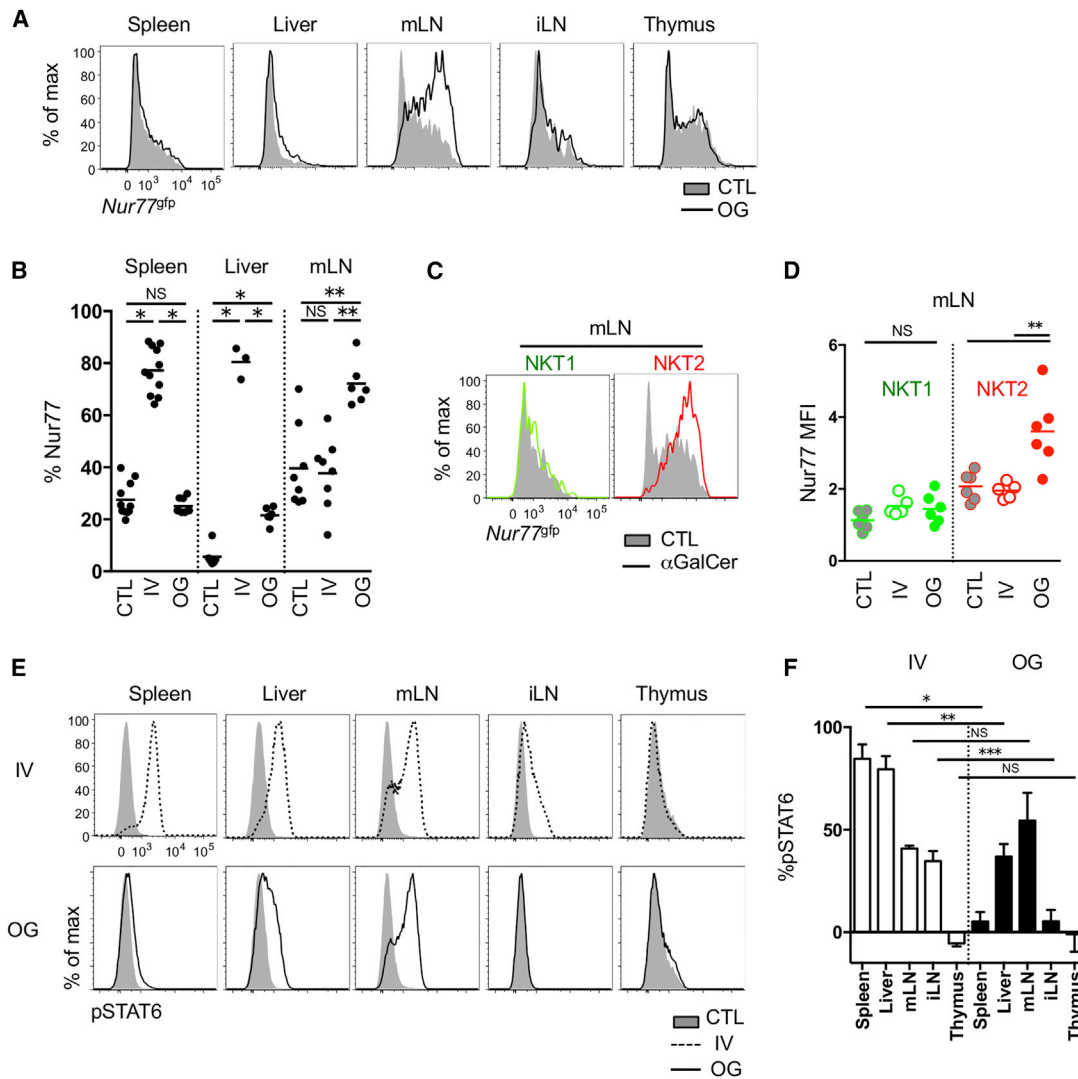 A
Spleen Liver mLN iLN Thymus
% of max
100
80
60
40
20
0
0 10³ 10⁴ 10⁵
Nur77gfp
CTL
OG
B
Spleen Liver mLN
NS * **
* * * * NS **
% Nur77
100
80
60
40
20
0
CTL IV OG CTL IV OG CTL IV OG
C
mLN
NKT1 NKT2
% of max
100
80
60
40
20
0
0 10³ 10⁴ 10⁵
Nur77gfp
CTL
αGalCer
D
mLN
NS **
NKT1 NKT2
Nur77 MFI
6
4
2
0
CTL IV OG CTL IV OG
E
Spleen Liver mLN iLN Thymus
IV
100
80
60
40
20
0
0 10³ 10⁴ 10⁵
OG
% of max
pSTAT6
CTL
IV
OG
F
IV OG
*
**
NS
***
NS
%pSTAT6
100
50
0
Spleen Liver mLN iLN Thymus Spleen Liver mLN iLN Thymus